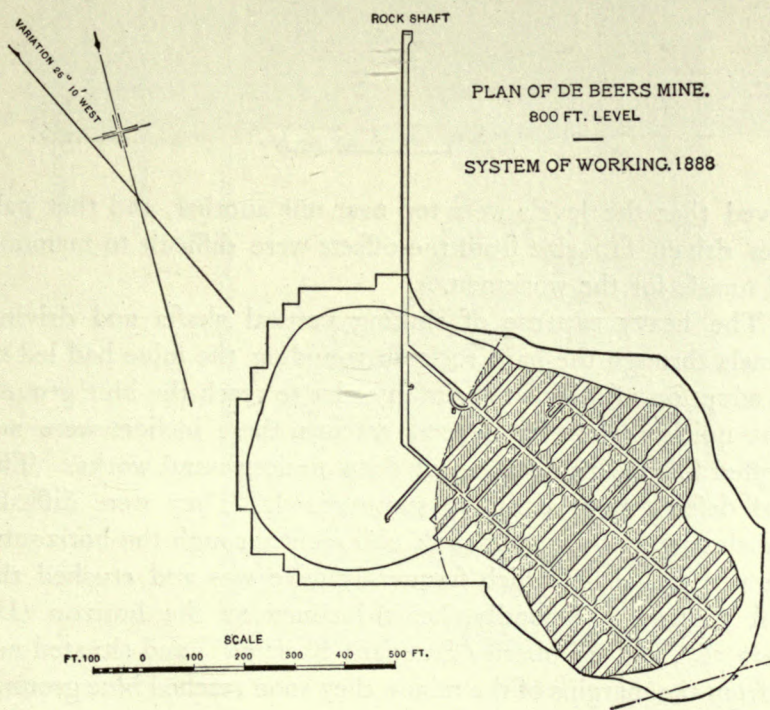 ROCK SHAFT
VARIATION 26° 10' WEST
PLAN OF DE BEERS MINE.
800 FT. LEVEL
SYSTEM OF WORKING. 1888
SCALE
FT. 100 0 100 200 300 400 500 FT.